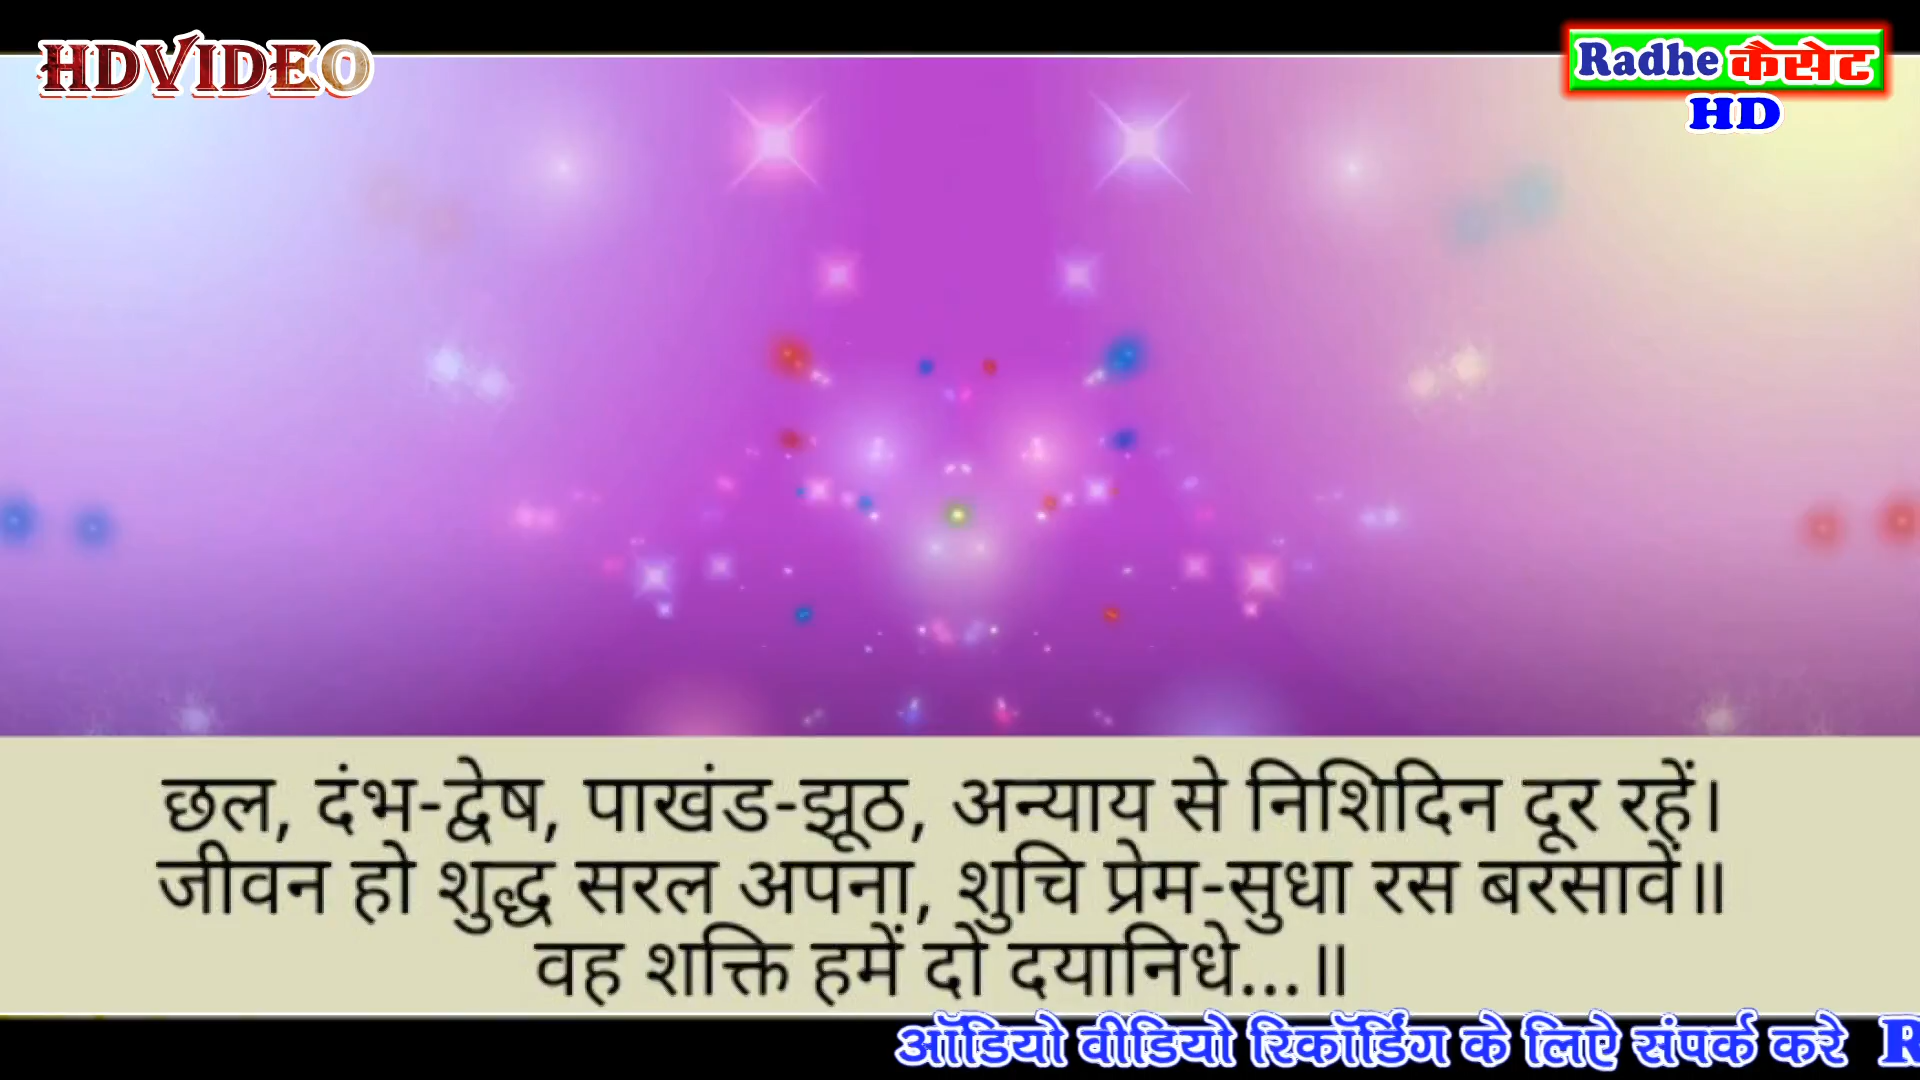 HDVIDEO
Radhe कैसेट
HD
छल, दंभ-द्वेष, पाखंड-झूठ, अन्याय से निशिदिन दूर रहें।
जीवन हो शुद्ध सरल अपना, शुचि प्रेम-सुधा रस बरसावें॥
वह शक्ति हमें दो दयानिधे...॥
ऑडियो वीडियो रिकॉर्डिंग के लिऐ संपर्क करे